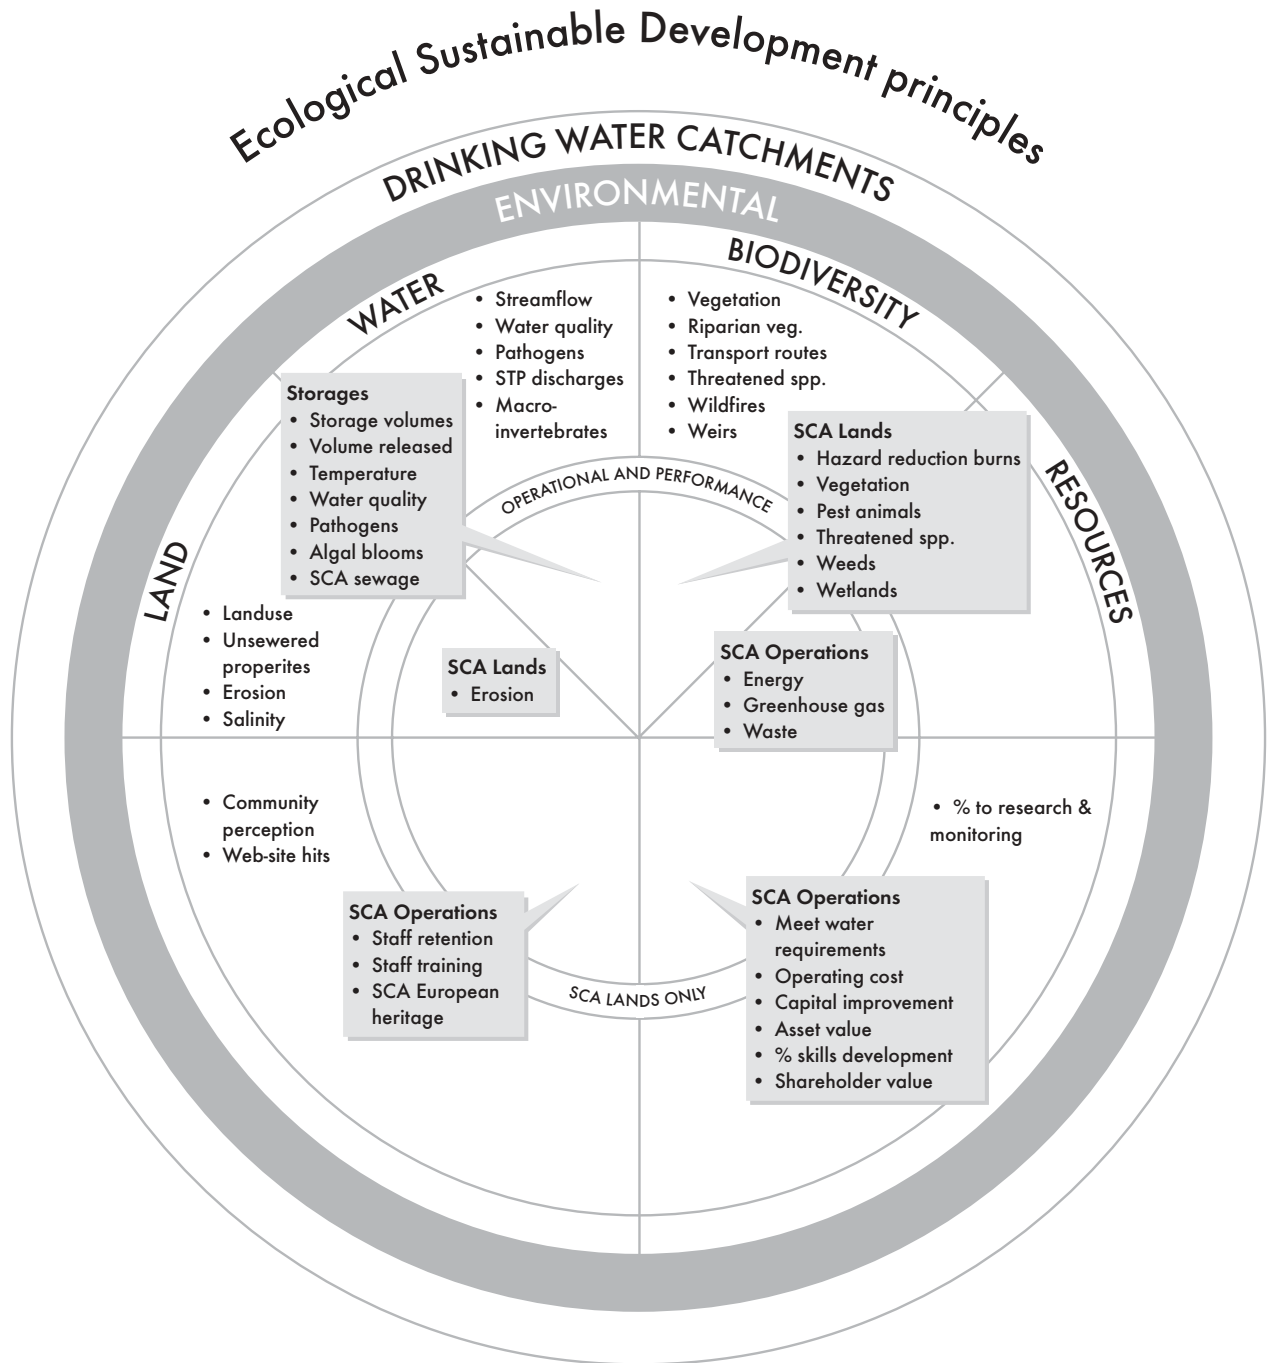 Ecological Sustainable Development principles
DRINKING WATER CATCHMENTS
ENVIRONMENTAL
WATER
• Streamflow
• Water quality
• Pathogens
• STP discharges
• Macro-
invertebrates
BIODIVERSITY
• Vegetation
• Riparian veg.
• Transport routes
• Threatened spp.
• Wildfires
• Weirs
Storages
• Storage volumes
• Volume released
• Temperature
• Water quality
• Pathogens
• Algal blooms
• SCA sewage
SCA Lands
• Hazard reduction burns
• Vegetation
• Pest animals
• Threatened spp.
• Weeds
• Wetlands
OPERATIONAL AND PERFORMANCE
LAND
• Landuse
• Unsewered
properites
• Erosion
• Salinity
SCA Lands
• Erosion
RESOURCES
SCA Operations
• Energy
• Greenhouse gas
• Waste
• Community
perception
• Web-site hits
• % to research &
monitoring
SCA Operations
• Staff retention
• Staff training
• SCA European
heritage
SCA LANDS ONLY
SCA Operations
• Meet water
requirements
• Operating cost
• Capital improvement
• Asset value
• % skills development
• Shareholder value